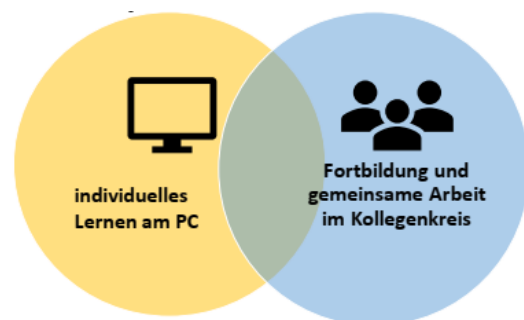 individuelles
Lernen am PC
Fortbildung und
gemeinsame Arbeit
im Kollegenkreis